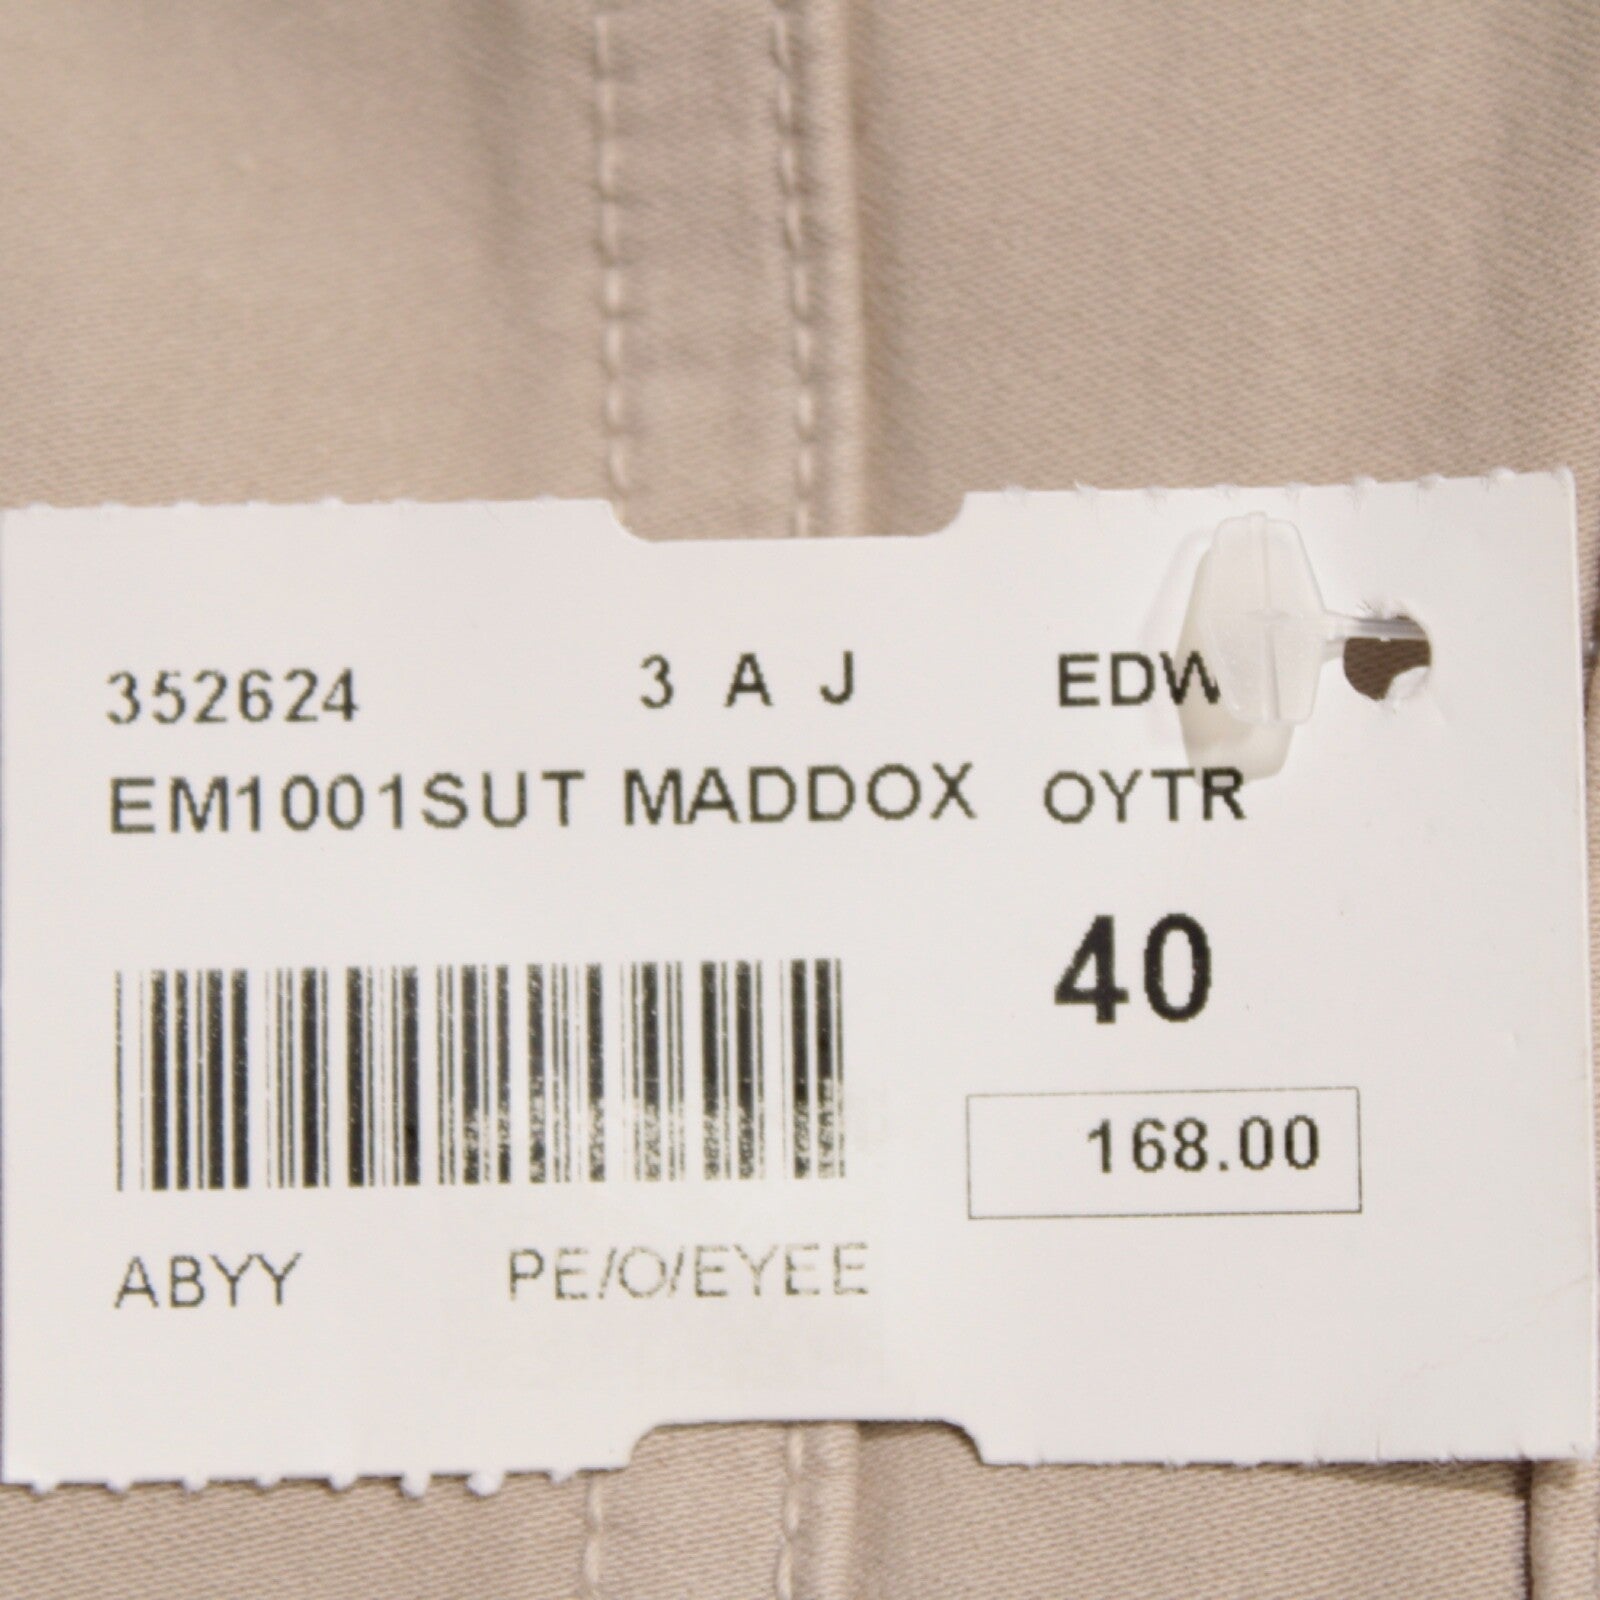 352624 3 A J EDW
EM1001SUT MADDOX OYTR
40
168.00
ABYY PE/O/EYEE